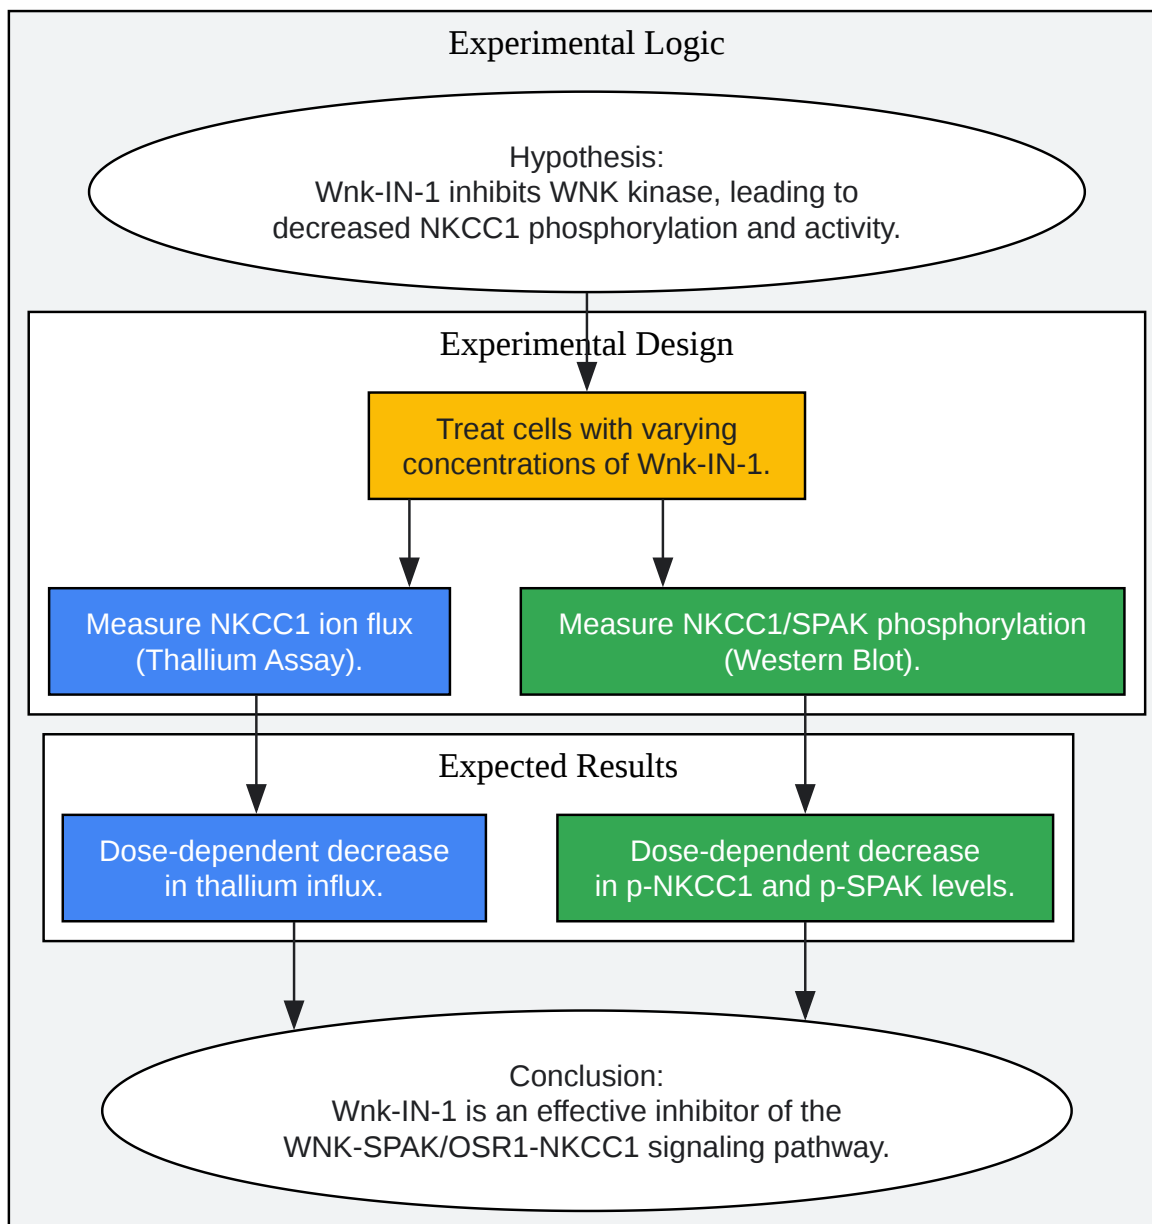 Experimental Logic
Hypothesis:
Wnk-IN-1 inhibits WNK kinase, leading to
decreased NKCC1 phosphorylation and activity.
Experimental Design
Treat cells with varying
concentrations of Wnk-IN-1.
Measure NKCC1 ion flux
(Thallium Assay).
Measure NKCC1/SPAK phosphorylation
(Western Blot).
Expected Results
Dose-dependent decrease
in thallium influx.
Dose-dependent decrease
in p-NKCC1 and p-SPAK levels.
Conclusion:
Wnk-IN-1 is an effective inhibitor of the
WNK-SPAK/OSR1-NKCC1 signaling pathway.